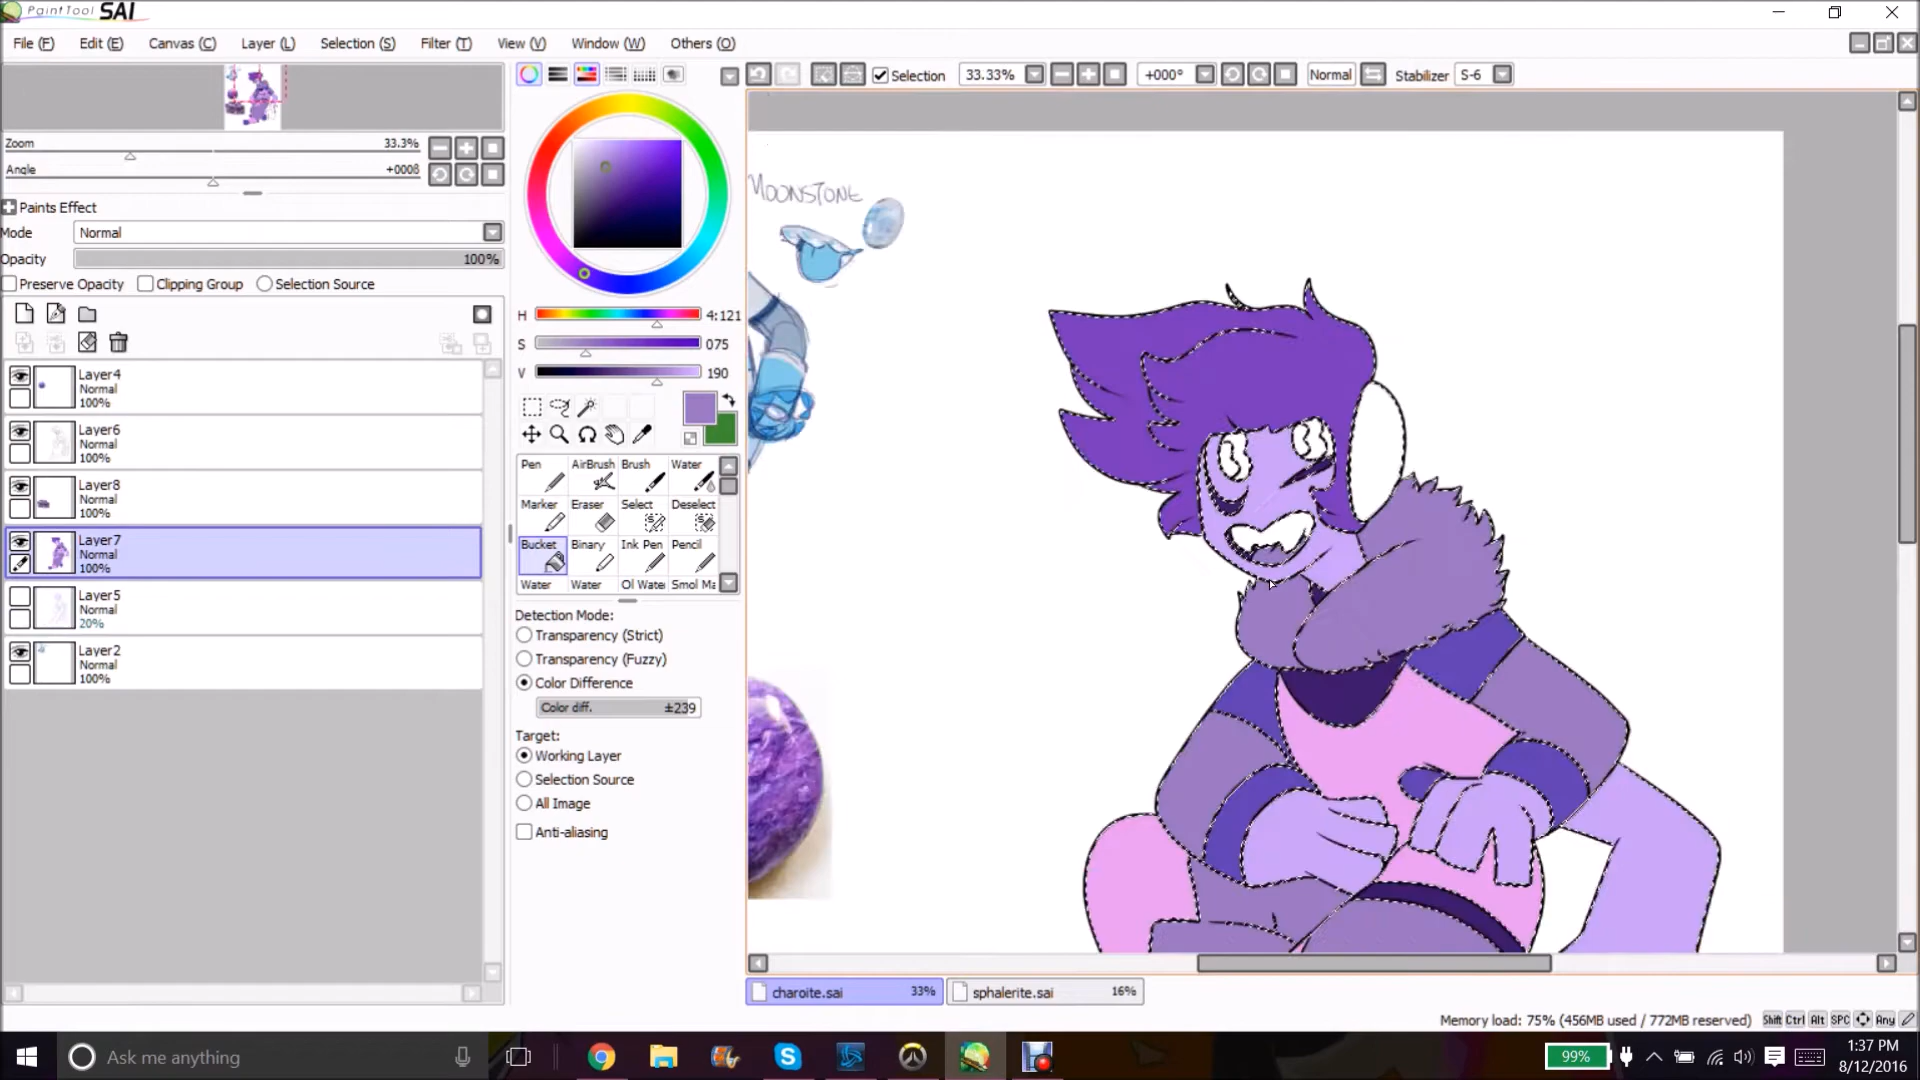 PaintTool SAI
File (F) Edit (E) Canvas (C) Layer (L) Selection (S) Filter (T) View (V) Window (W) Others (O)
Selection 33.33% +000° Normal Stabilizer S-6
Zoom 33.3%
Angle +0006
Paints Effect
Mode Normal
Opacity 100%
Preserve Opacity Clipping Group Selection Source
Layer4
Normal
100%
Layer6
Normal
100%
Layer8
Normal
100%
Layer7
Normal
100%
Layer5
Normal
20%
Layer2
Normal
100%
H 4:121
S 075
V 190
Pen AirBrush Brush Water
Marker Eraser Select Deselect
Bucket Binary Ink Pen Pencil
Water Water Ol Wate Smol Ma
Detection Mode:
Transparency (Strict)
Transparency (Fuzzy)
Color Difference
Color diff. ±239
Target:
Working Layer
Selection Source
All Image
Anti-aliasing
MOONSTONE
charoite.sai 33% sphalerite.sai 16%
Memory load: 75% (456MB used / 772MB reserved) Shift Ctrl Alt SPC Any
Ask me anything
99%
1:37 PM
8/12/2016